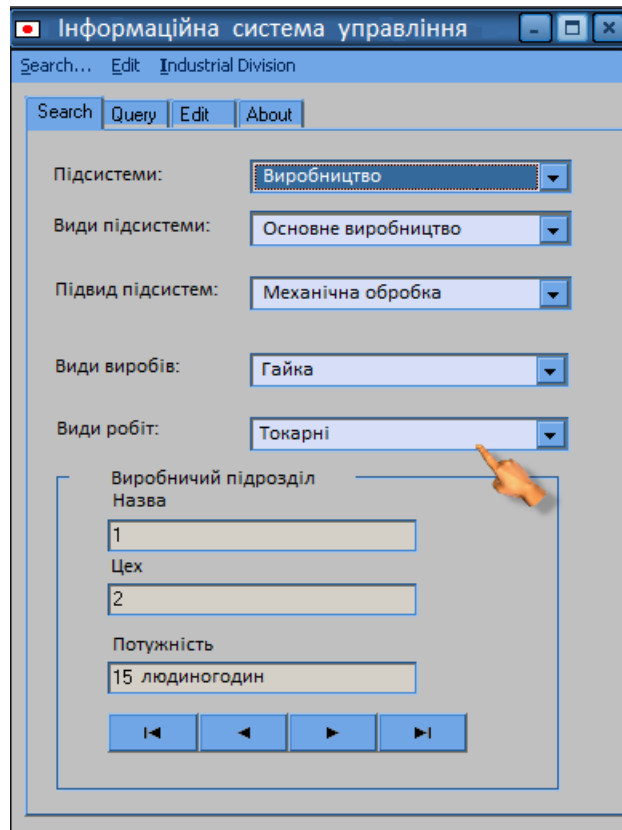 Інформаційна система управління
Search... Edit Industrial Division
Search Query Edit About
Підсистеми: Виробництво
Види підсистеми: Основне виробництво
Підвид підсистем: Механічна обробка
Види виробів: Гайка
Види робіт: Токарні
Виробничий підрозділ
Назва
1
Цех
2
Потужність
15 людиногодин